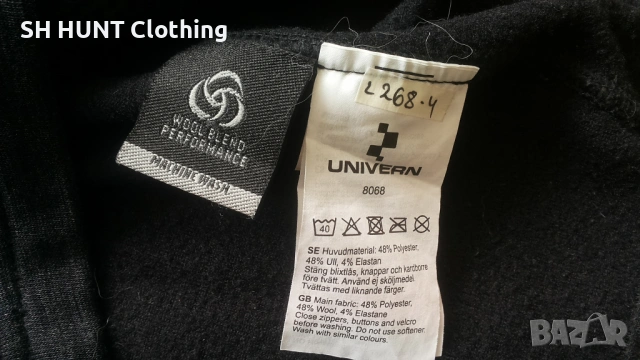 SH HUNT Clothing
WOOL BLEND
PERFORMANCE
MACHINE WASH
L 268.4
UNIVERN
8068
40
SE Huvudmaterial: 48% Polyester,
48% Ull, 4% Elastan
Stäng blixtlås, knappar och kardborre
före tvätt. Använd ej sköljmedel.
Tvättas med liknande färger.
GB Main fabric: 48% Polyester,
48% Wool, 4% Elastane
Close zippers, buttons and velcro
before washing. Do not use softener.
Wash with similar colours.
BAZAR.bg